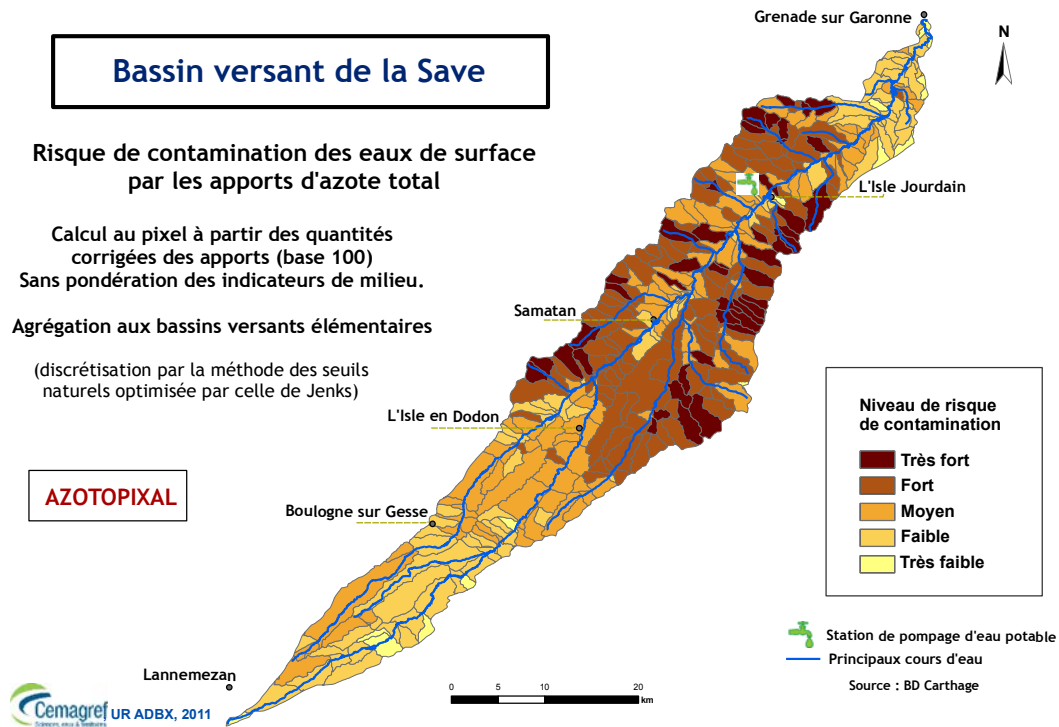 Grenade sur Garonne
N
Bassin versant de la Save
Risque de contamination des eaux de surface
par les apports d'azote total
L'Isle Jourdain
Calcul au pixel à partir des quantités
corrigées des apports (base 100)
Sans pondération des indicateurs de milieu.
Samatan
Agrégation aux bassins versants élémentaires
(discrétisation par la méthode des seuils
naturels optimisée par celle de Jenks)
L'Isle en Dodon
Niveau de risque
de contamination
Très fort
Fort
Moyen
Faible
Très faible
AZOTOPIXAL
Boulogne sur Gesse
Station de pompage d'eau potable
Principaux cours d'eau
Source : BD Carthage
Lannemezan
0 5 10 20
km
Cemagref
Sciences, eaux & territoires
UR ADBX, 2011